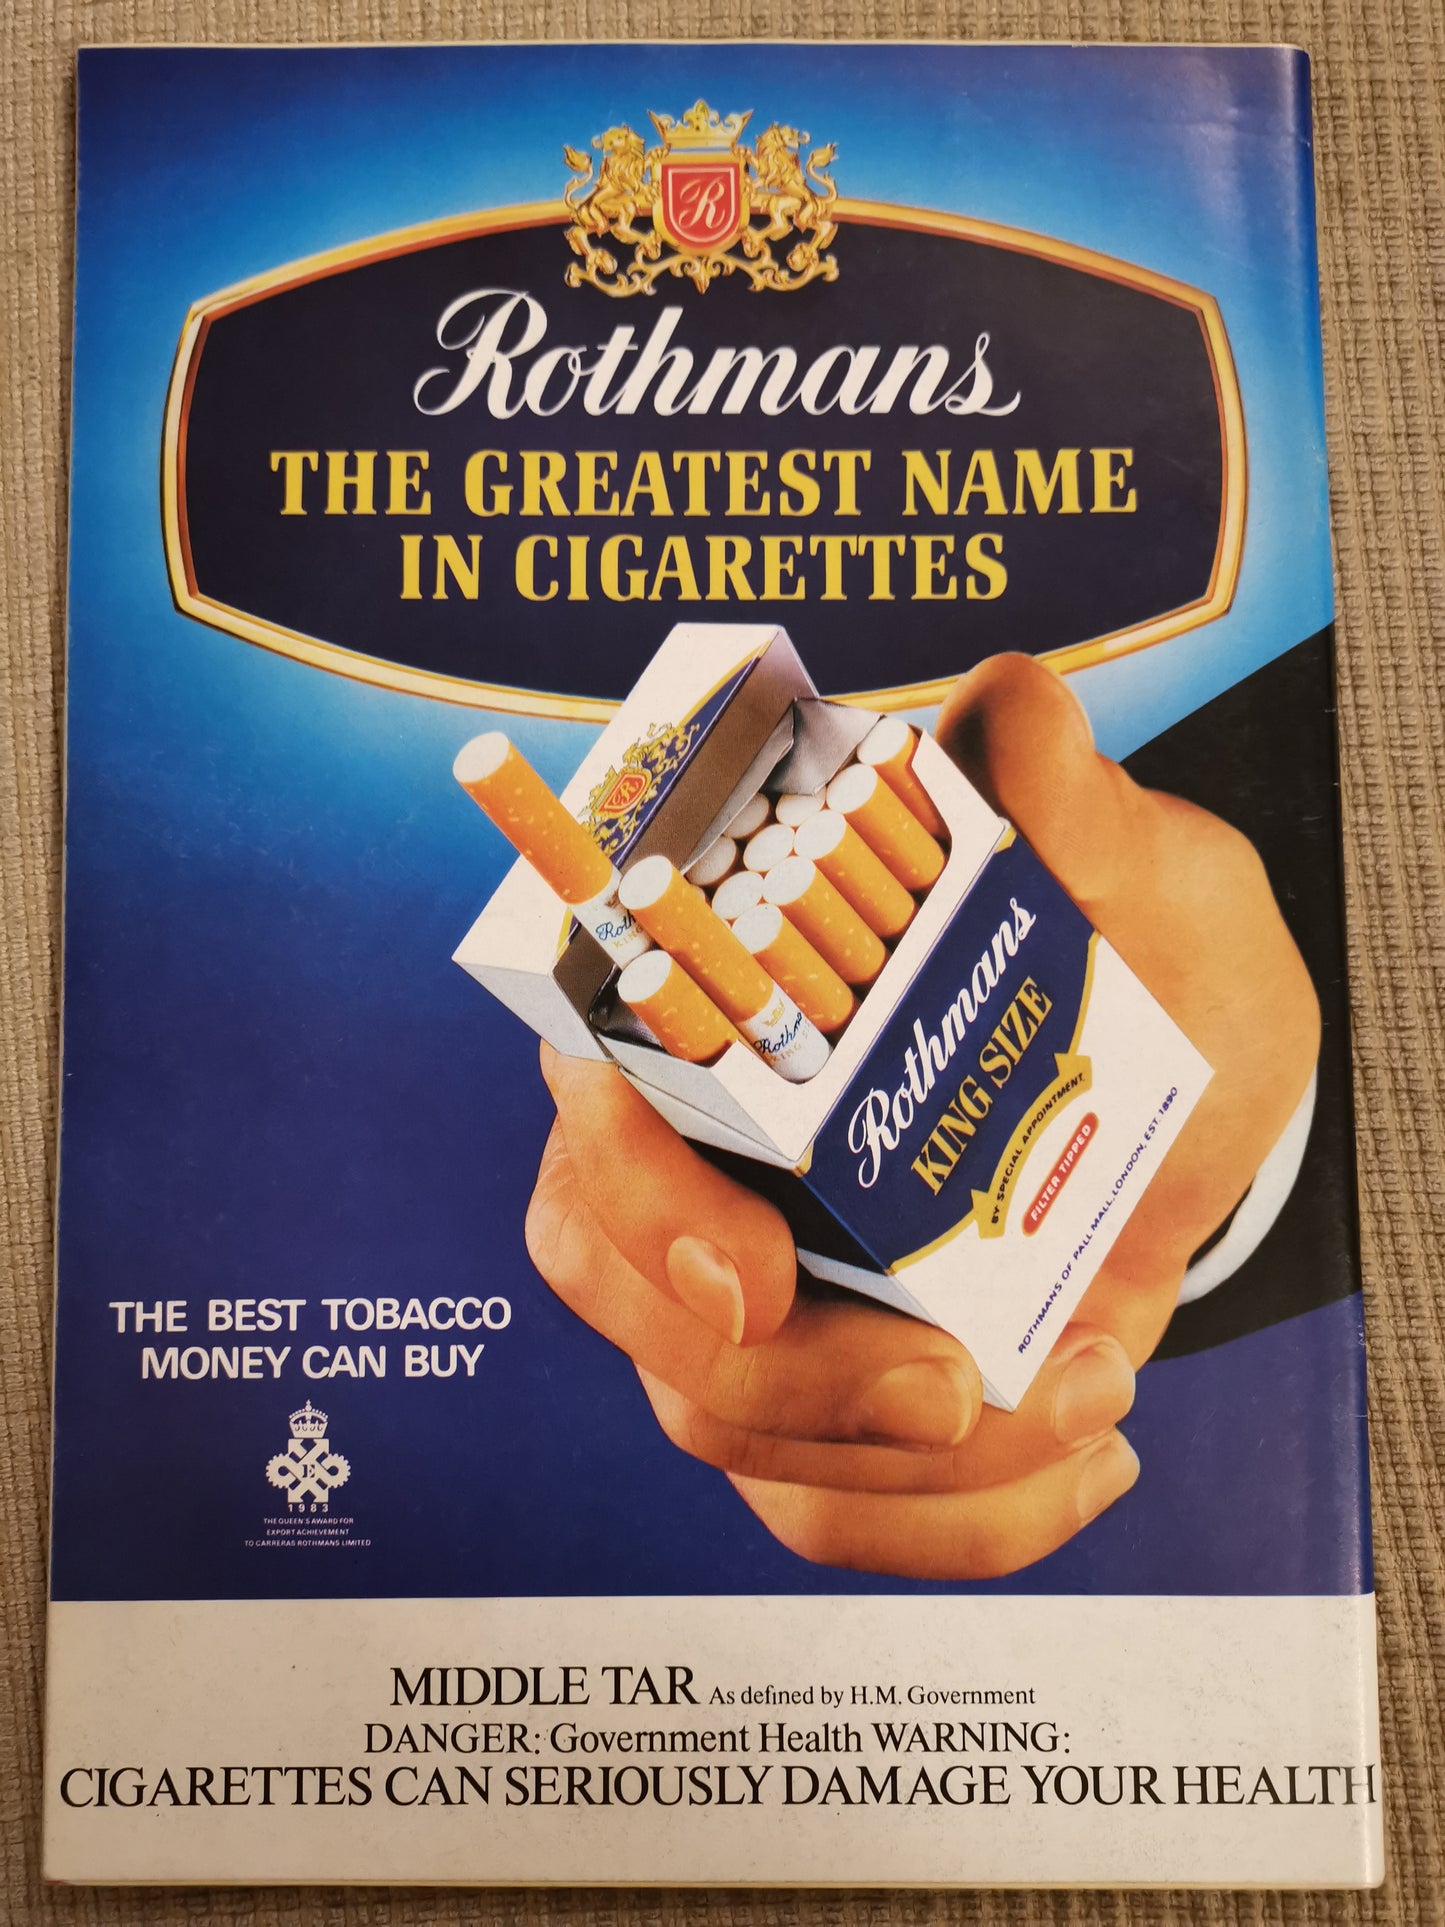 R
Rothmans
THE GREATEST NAME
IN CIGARETTES
R
Rothmans
KING SIZE
BY SPECIAL APPOINTMENT
FILTER TIPPED
ROTHMANS OF PALL MALL, LONDON, EST. 1890
THE BEST TOBACCO
MONEY CAN BUY
E
1983
THE QUEEN'S AWARD FOR
EXPORT ACHIEVEMENT
TO CARRERAS ROTHMANS LIMITED
MIDDLE TAR As defined by H.M. Government
DANGER: Government Health WARNING:
CIGARETTES CAN SERIOUSLY DAMAGE YOUR HEALTH